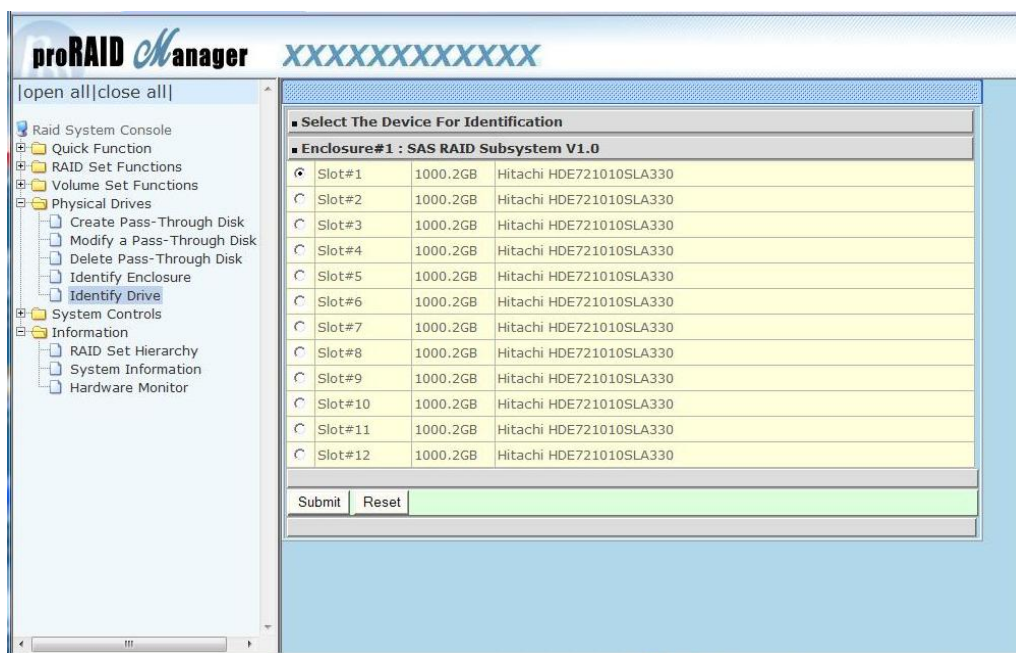 proRAID Manager XXXXXXXXXXXX
|open all|close all|
Raid System Console
Quick Function
RAID Set Functions
Volume Set Functions
Physical Drives
Create Pass-Through Disk
Modify a Pass-Through Disk
Delete Pass-Through Disk
Identify Enclosure
Identify Drive
System Controls
Information
RAID Set Hierarchy
System Information
Hardware Monitor
Select The Device For Identification
Enclosure#1 : SAS RAID Subsystem V1.0
Slot#1 1000.2GB Hitachi HDE721010SLA330
Slot#2 1000.2GB Hitachi HDE721010SLA330
Slot#3 1000.2GB Hitachi HDE721010SLA330
Slot#4 1000.2GB Hitachi HDE721010SLA330
Slot#5 1000.2GB Hitachi HDE721010SLA330
Slot#6 1000.2GB Hitachi HDE721010SLA330
Slot#7 1000.2GB Hitachi HDE721010SLA330
Slot#8 1000.2GB Hitachi HDE721010SLA330
Slot#9 1000.2GB Hitachi HDE721010SLA330
Slot#10 1000.2GB Hitachi HDE721010SLA330
Slot#11 1000.2GB Hitachi HDE721010SLA330
Slot#12 1000.2GB Hitachi HDE721010SLA330
Submit Reset